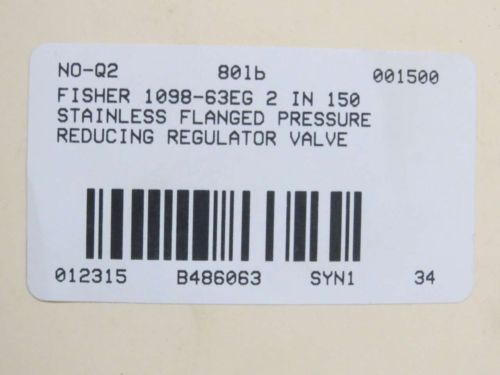 NO-Q2 80lb 001500
FISHER 1098-63EG 2 IN 150
STAINLESS FLANGED PRESSURE
REDUCING REGULATOR VALVE
012315 B486063 SYN1 34